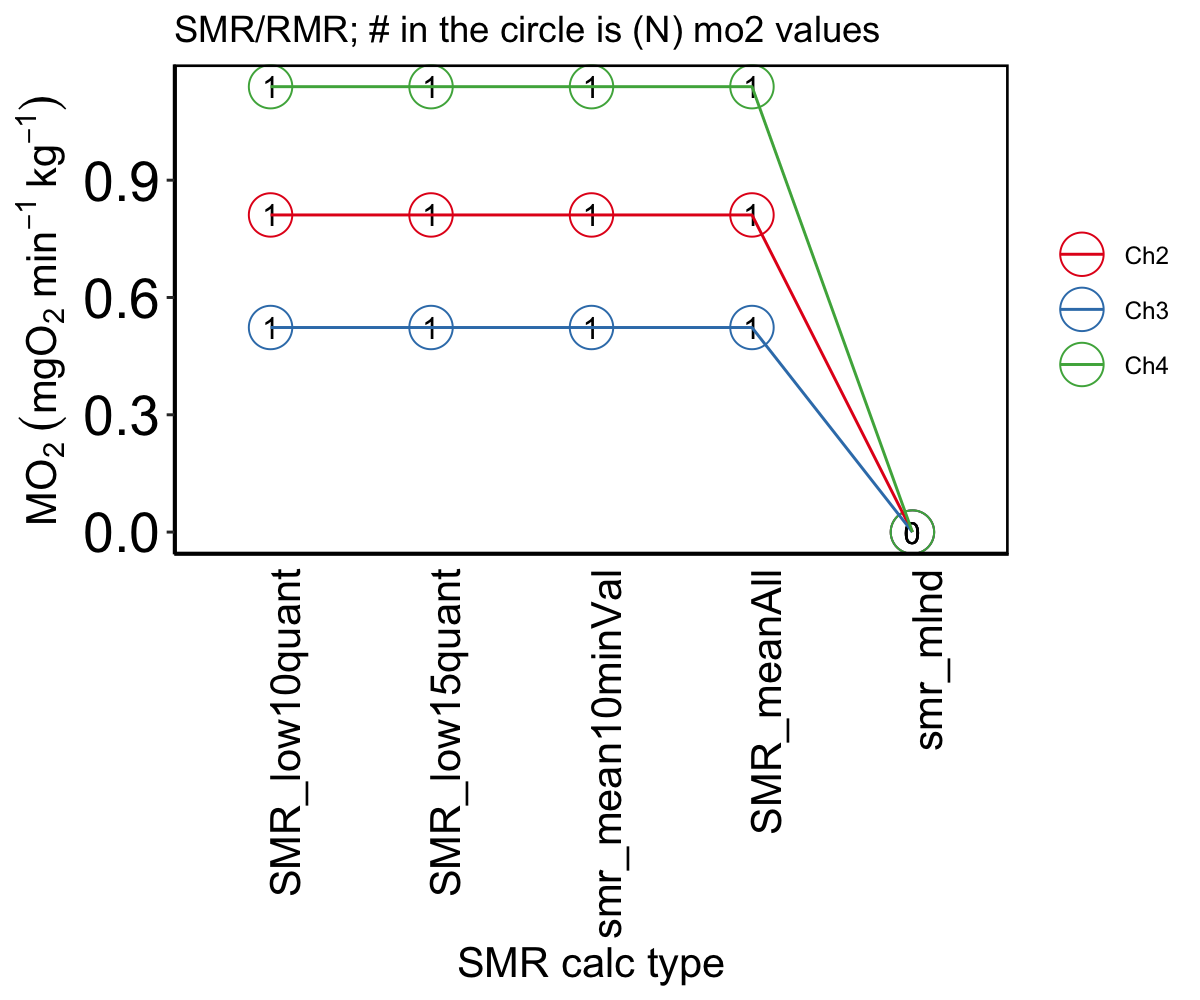 SMR/RMR; # in the circle is (N) mo2 values
MO₂ (mgO₂ min⁻¹ kg⁻¹)
0.9
0.6
0.3
0.0
1 1 1 1
1 1 1 1
1 1 1 1
0
SMR_low10quant
SMR_low15quant
smr_mean10minVal
SMR_meanAll
smr_mlnd
SMR calc type
Ch2
Ch3
Ch4